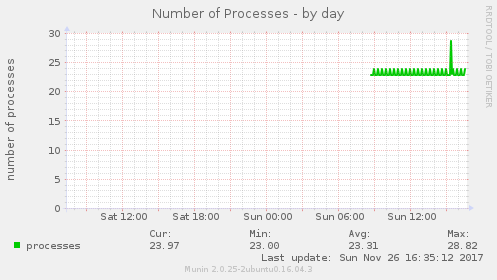 Number of Processes - by day
RRDTOOL / TOBI OETIKER
number of processes
30
25
20
15
10
5
0
Sat 12:00 Sat 18:00 Sun 00:00 Sun 06:00 Sun 12:00
Cur: Min: Avg: Max:
processes 23.97 23.00 23.31 28.82
Last update: Sun Nov 26 16:35:12 2017
Munin 2.0.25-2ubuntu0.16.04.3